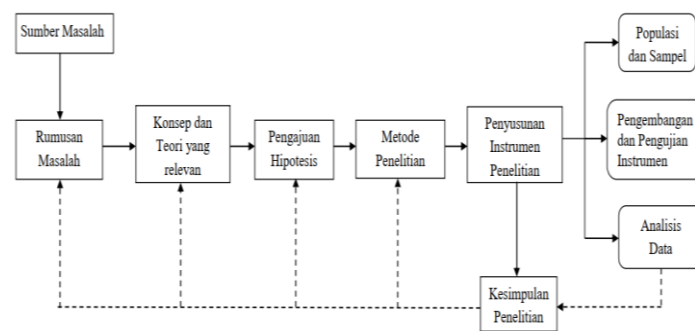 Sumber Masalah
Rumusan
Masalah
Konsep dan
Teori yang
relevan
Pengajuan
Hipotesis
Metode
Penelitian
Penyusunan
Instrumen
Penelitian
Populasi
dan Sampel
Pengembangan
dan Pengujian
Instrumen
Analisis
Data
Kesimpulan
Penelitian